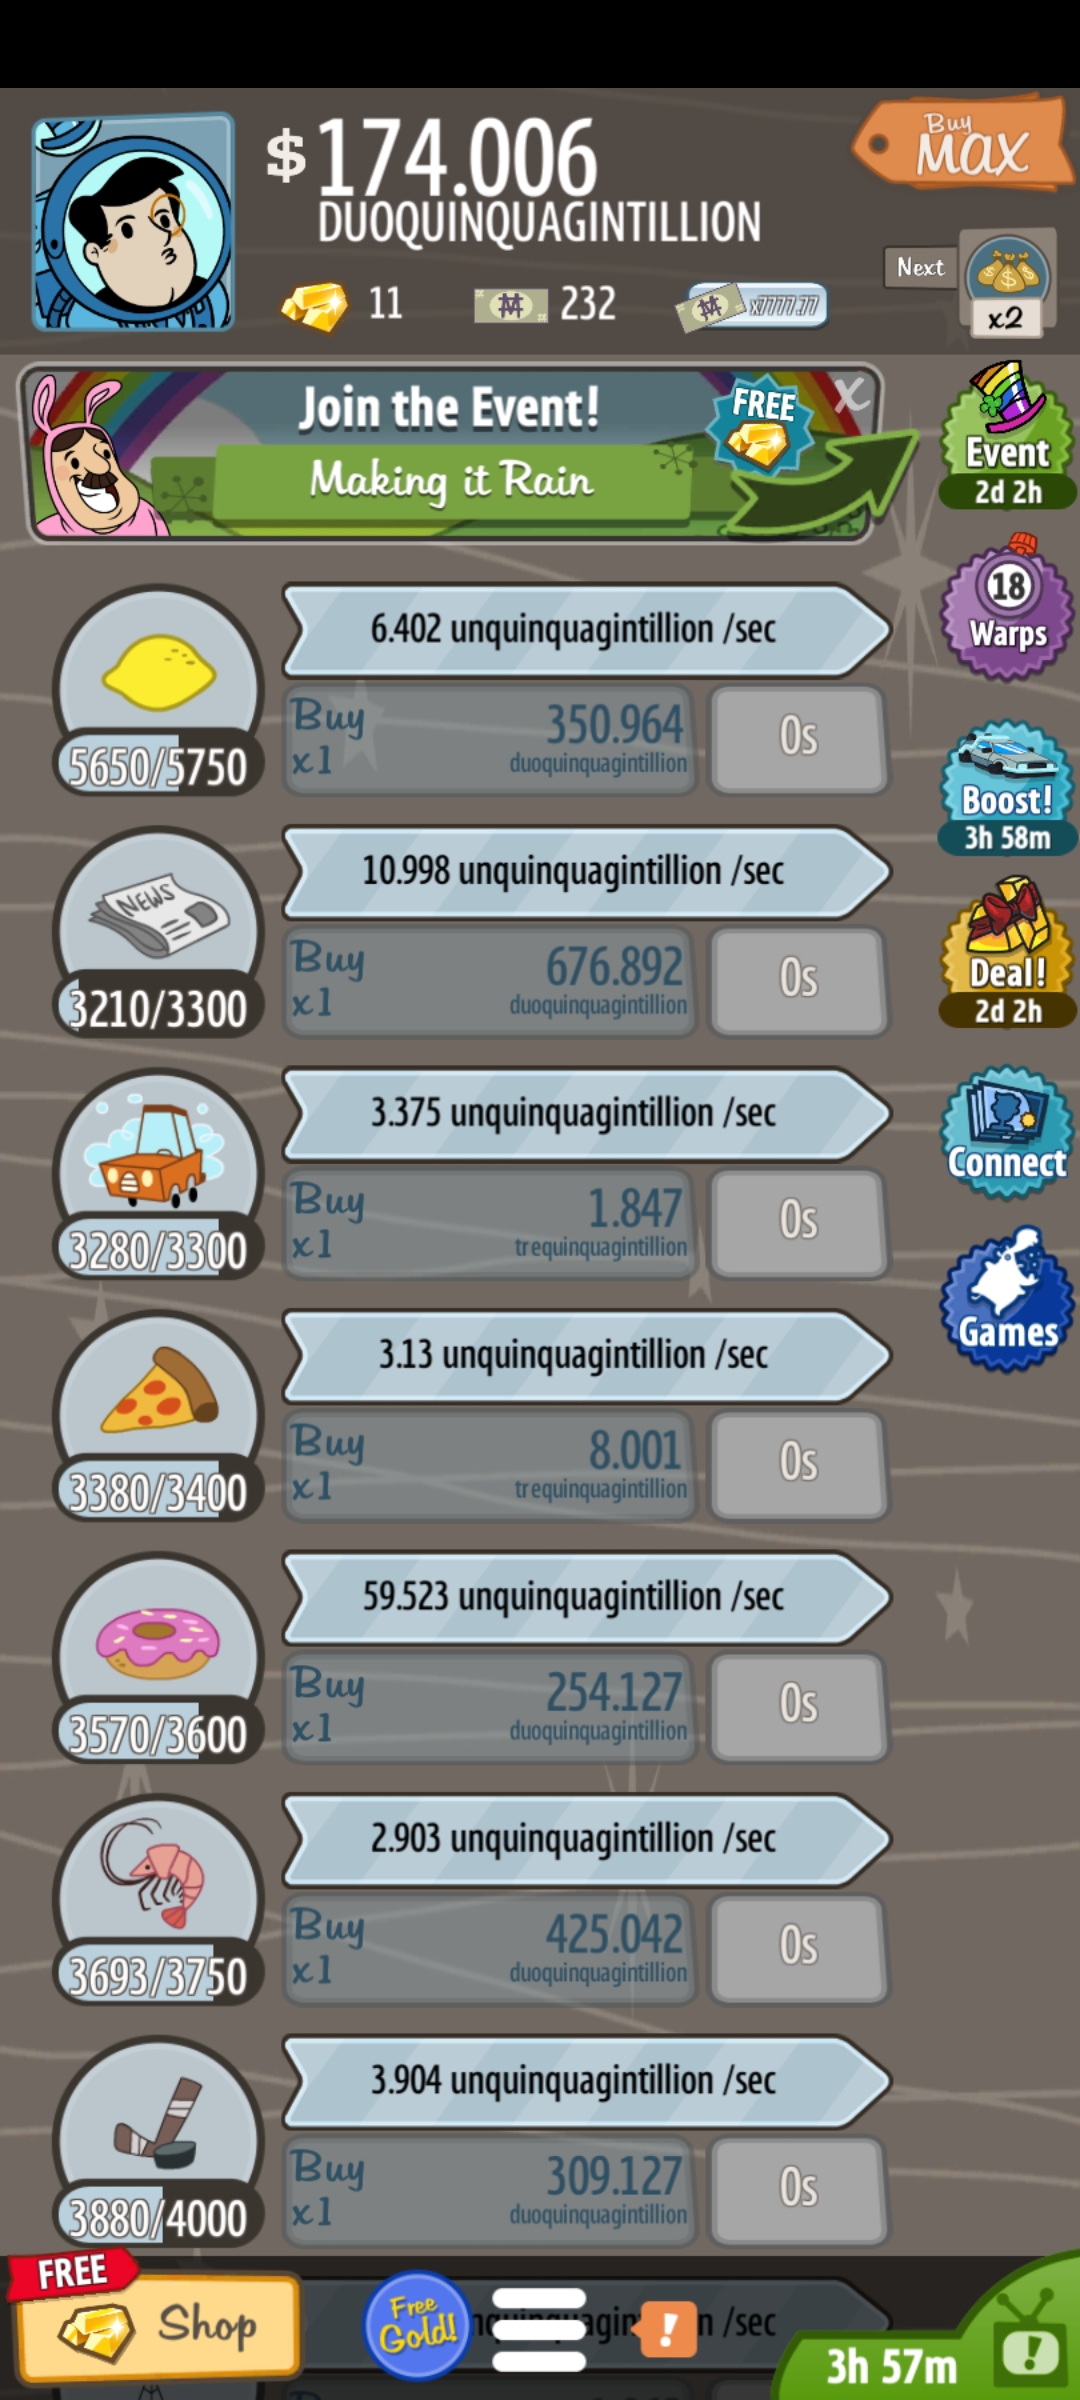 $174.006
DUOQUINQUAGINTILLION
Buy
MAX
11
232
x7777.77
Next
x2
Join the Event!
Making it Rain
FREE
X
Event
2d 2h
18
Warps
6.402 unquinquagintillion /sec
Buy
x1
350.964
duoquinquagintillion
0s
5650/5750
Boost!
3h 58m
10.998 unquinquagintillion /sec
NEWS
Buy
x1
676.892
duoquinquagintillion
0s
3210/3300
Deal!
2d 2h
3.375 unquinquagintillion /sec
Buy
x1
1.847
trequinquagintillion
0s
3280/3300
Connect
3.13 unquinquagintillion /sec
Buy
x1
8.001
trequinquagintillion
0s
3380/3400
Games
59.523 unquinquagintillion /sec
Buy
x1
254.127
duoquinquagintillion
0s
3570/3600
2.903 unquinquagintillion /sec
Buy
x1
425.042
duoquinquagintillion
0s
3693/3750
3.904 unquinquagintillion /sec
Buy
x1
309.127
duoquinquagintillion
0s
3880/4000
FREE
Shop
Free
Gold!
!
/sec
3h 57m
!